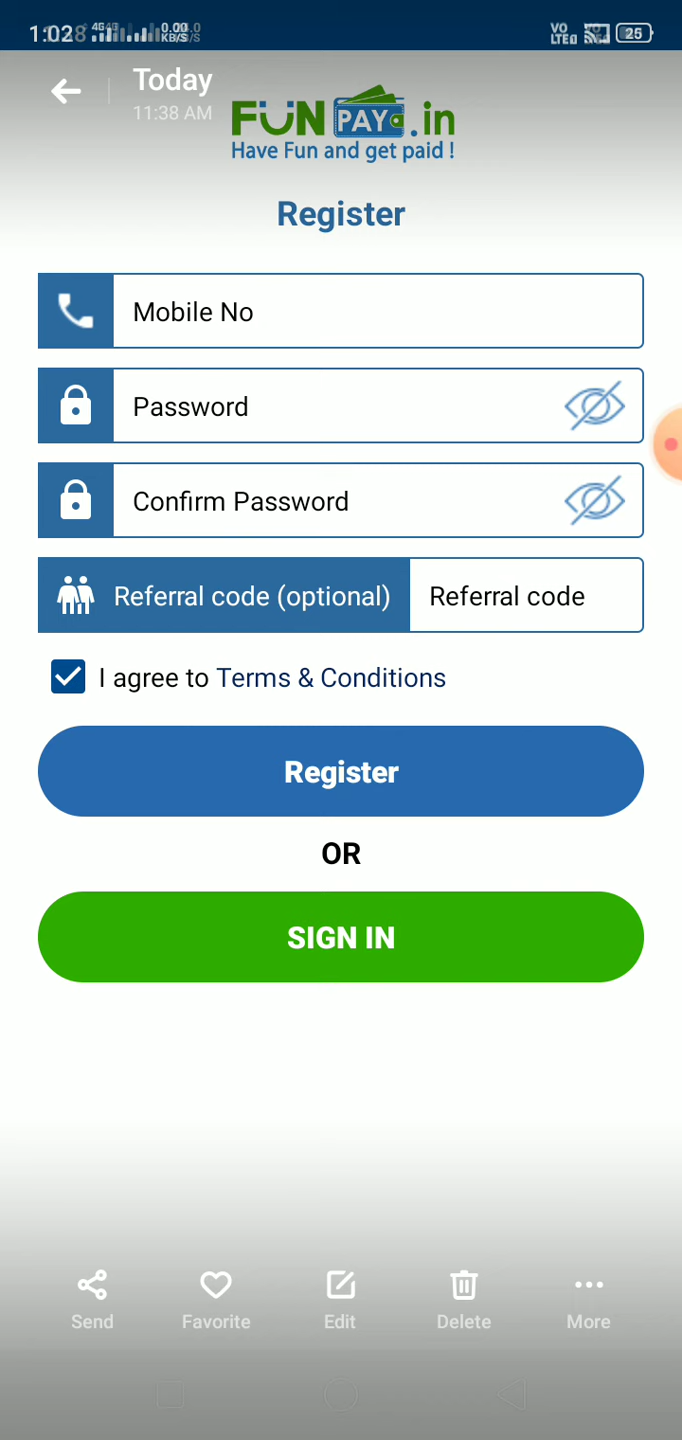 1:02
Today
11:38 AM
FUN PAY.in
Have Fun and get paid !
Register
Mobile No
Password
Confirm Password
Referral code (optional) Referral code
I agree to Terms & Conditions
Register
OR
SIGN IN
Send Favorite Edit Delete More